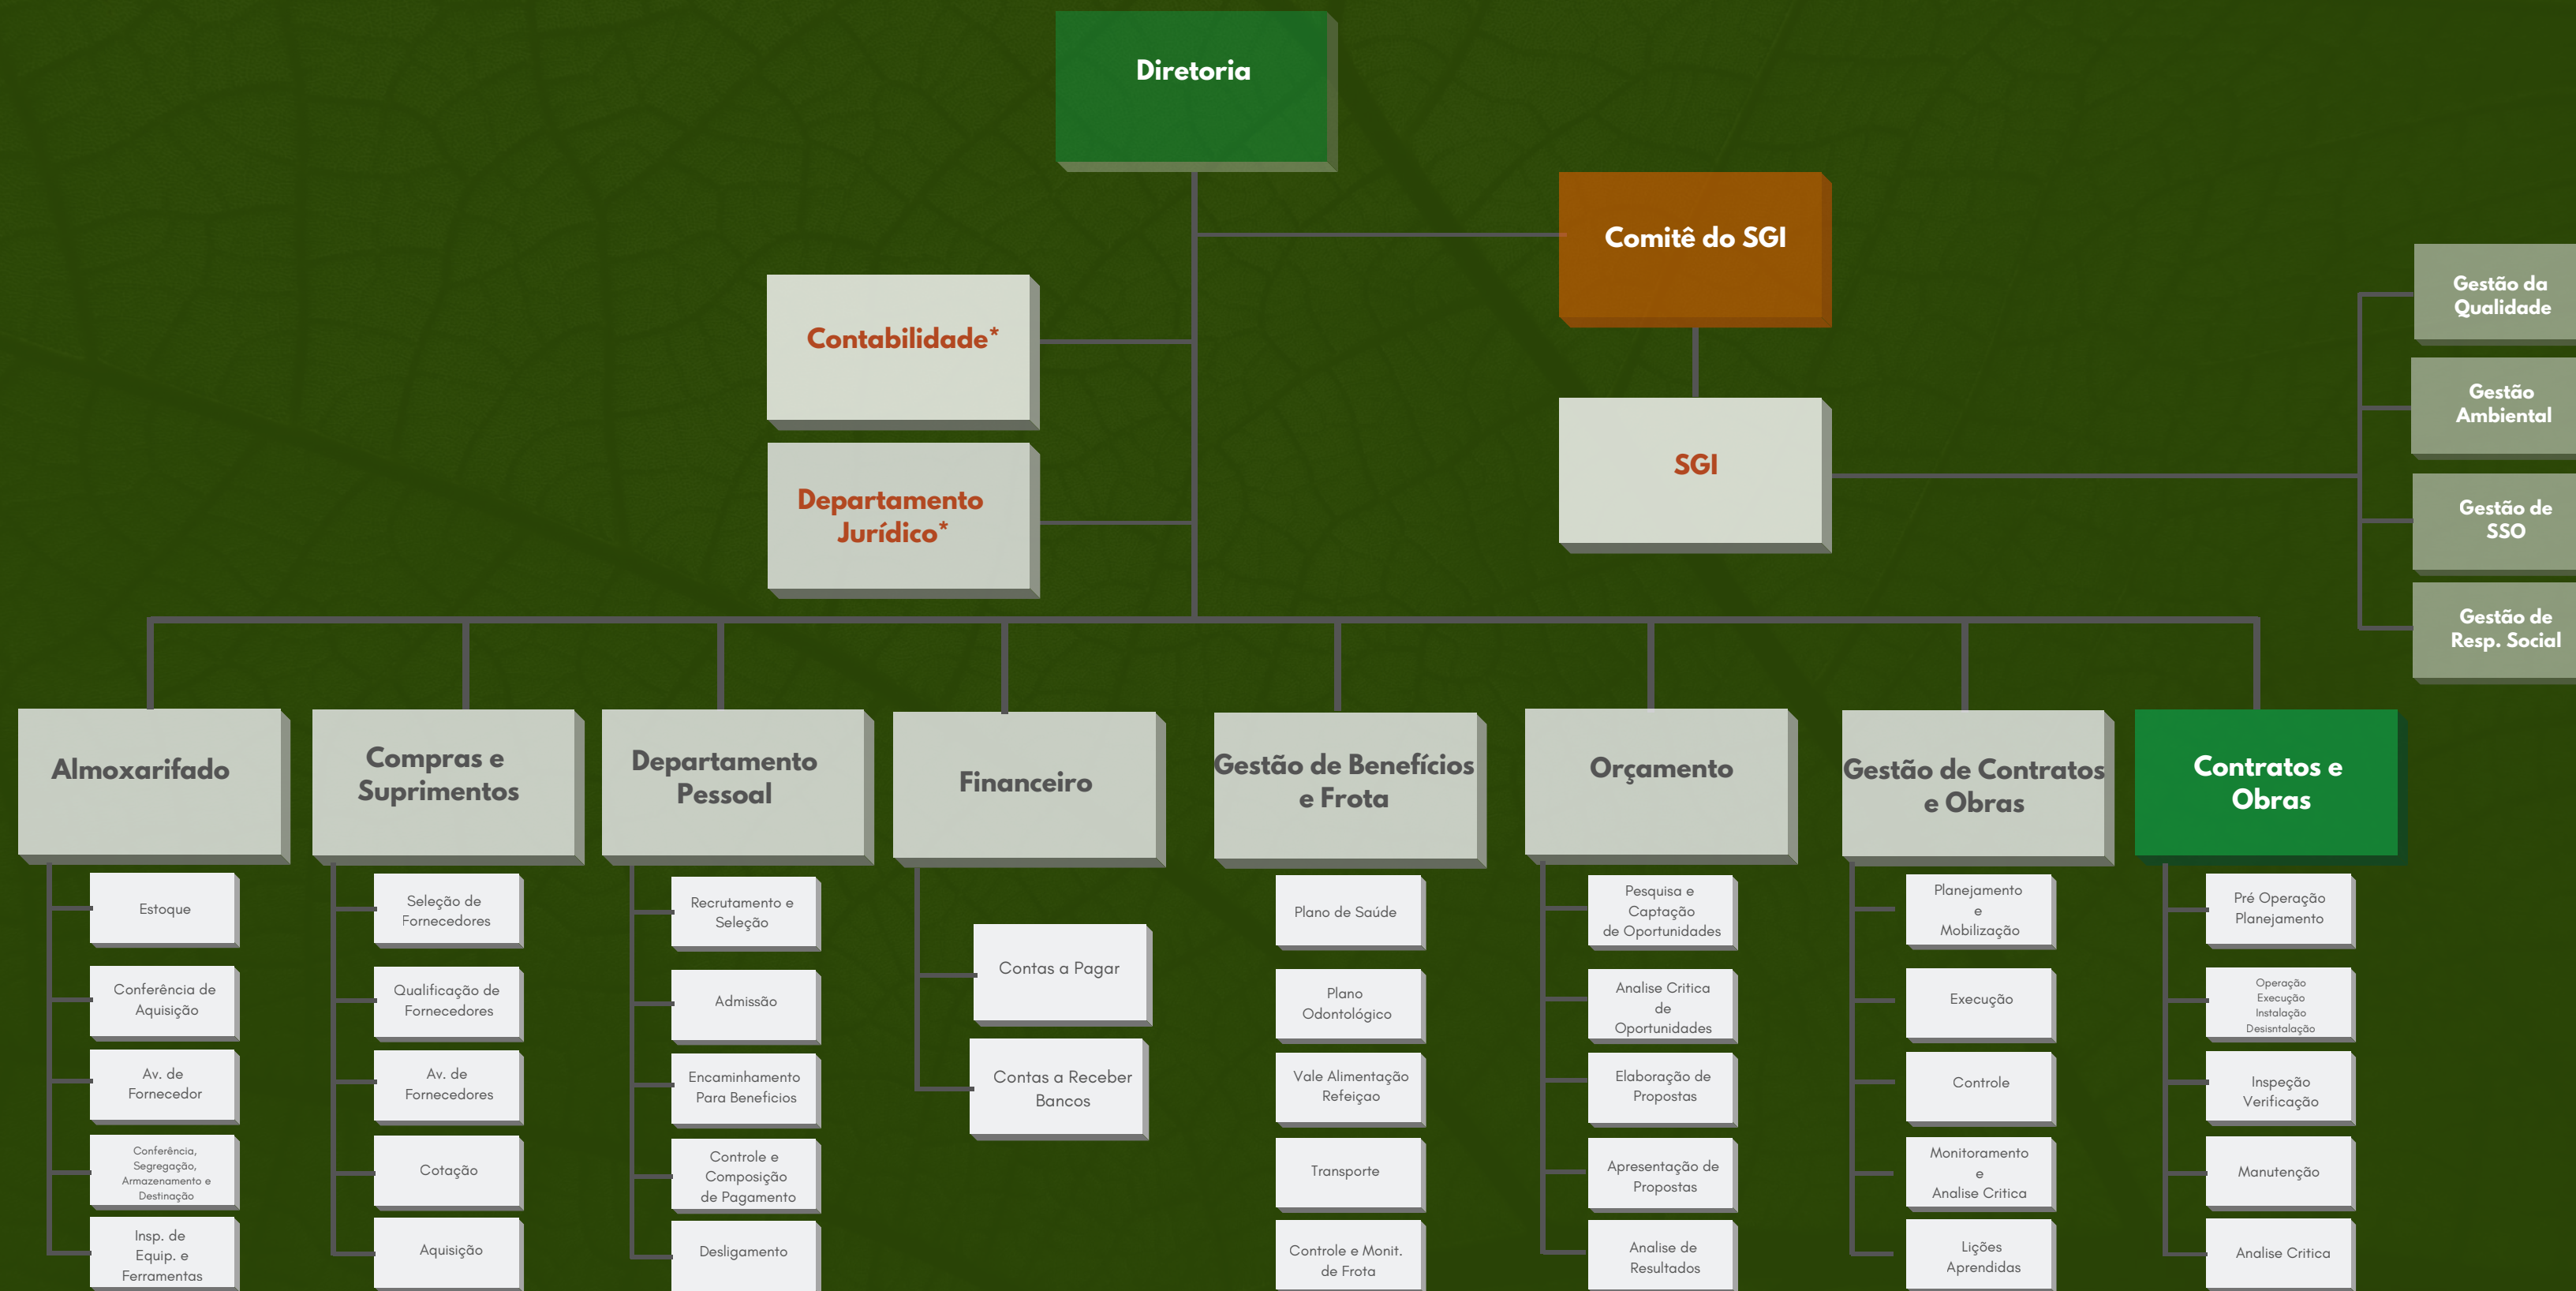 Diretoria
Comitê do SGI
Contabilidade*
Departamento
Jurídico*
SGI
Gestão da
Qualidade
Gestão
Ambiental
Gestão de
SSO
Gestão de
Resp. Social
Almoxarifado
Estoque
Conferência de
Aquisição
Av. de
Fornecedor
Conferência,
Segregação,
Armazenamento e
Destinação
Insp. de
Equip. e
Ferramentas
Compras e
Suprimentos
Seleção de
Fornecedores
Qualificação de
Fornecedores
Av. de
Fornecedores
Cotação
Aquisição
Departamento
Pessoal
Recrutamento e
Seleção
Admissão
Encaminhamento
Para Beneficios
Controle e
Composição
de Pagamento
Desligamento
Financeiro
Contas a Pagar
Contas a Receber
Bancos
Gestão de Benefícios
e Frota
Plano de Saúde
Plano
Odontológico
Vale Alimentação
Refeiçao
Transporte
Controle e Monit.
de Frota
Orçamento
Pesquisa e
Captação
de Oportunidades
Analise Critica
de
Oportunidades
Elaboração de
Propostas
Apresentação de
Propostas
Analise de
Resultados
Gestão de Contratos
e Obras
Planejamento
e
Mobilização
Execução
Controle
Monitoramento
e
Analise Critica
Lições
Aprendidas
Contratos e
Obras
Pré Operação
Planejamento
Operação
Execução
Instalação
Desisntalação
Inspeção
Verificação
Manutenção
Analise Critica